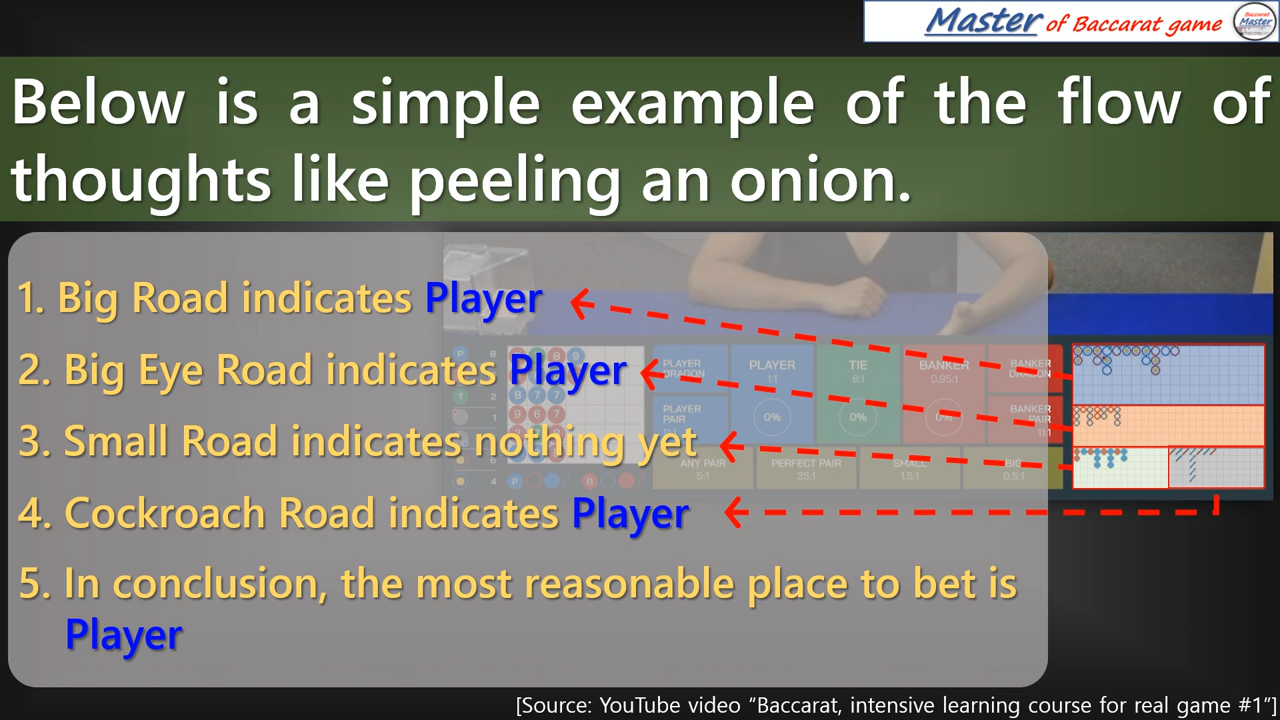 Master of Baccarat game
Baccarat
Master
Below is a simple example of the flow of
thoughts like peeling an onion.
1. Big Road indicates Player
2. Big Eye Road indicates Player
3. Small Road indicates nothing yet
4. Cockroach Road indicates Player
5. In conclusion, the most reasonable place to bet is
Player
PLAYER
DRAGON
PLAYER
1:1
0%
TIE
8:1
0%
BANKER
0.95:1
0%
BANKER
DRAGON
PLAYER
PAIR
BANKER
PAIR
11:1
ANY PAIR
5:1
PERFECT PAIR
25:1
SMALL
1.5:1
BIG
0.5:1
[Source: YouTube video “Baccarat, intensive learning course for real game #1”]